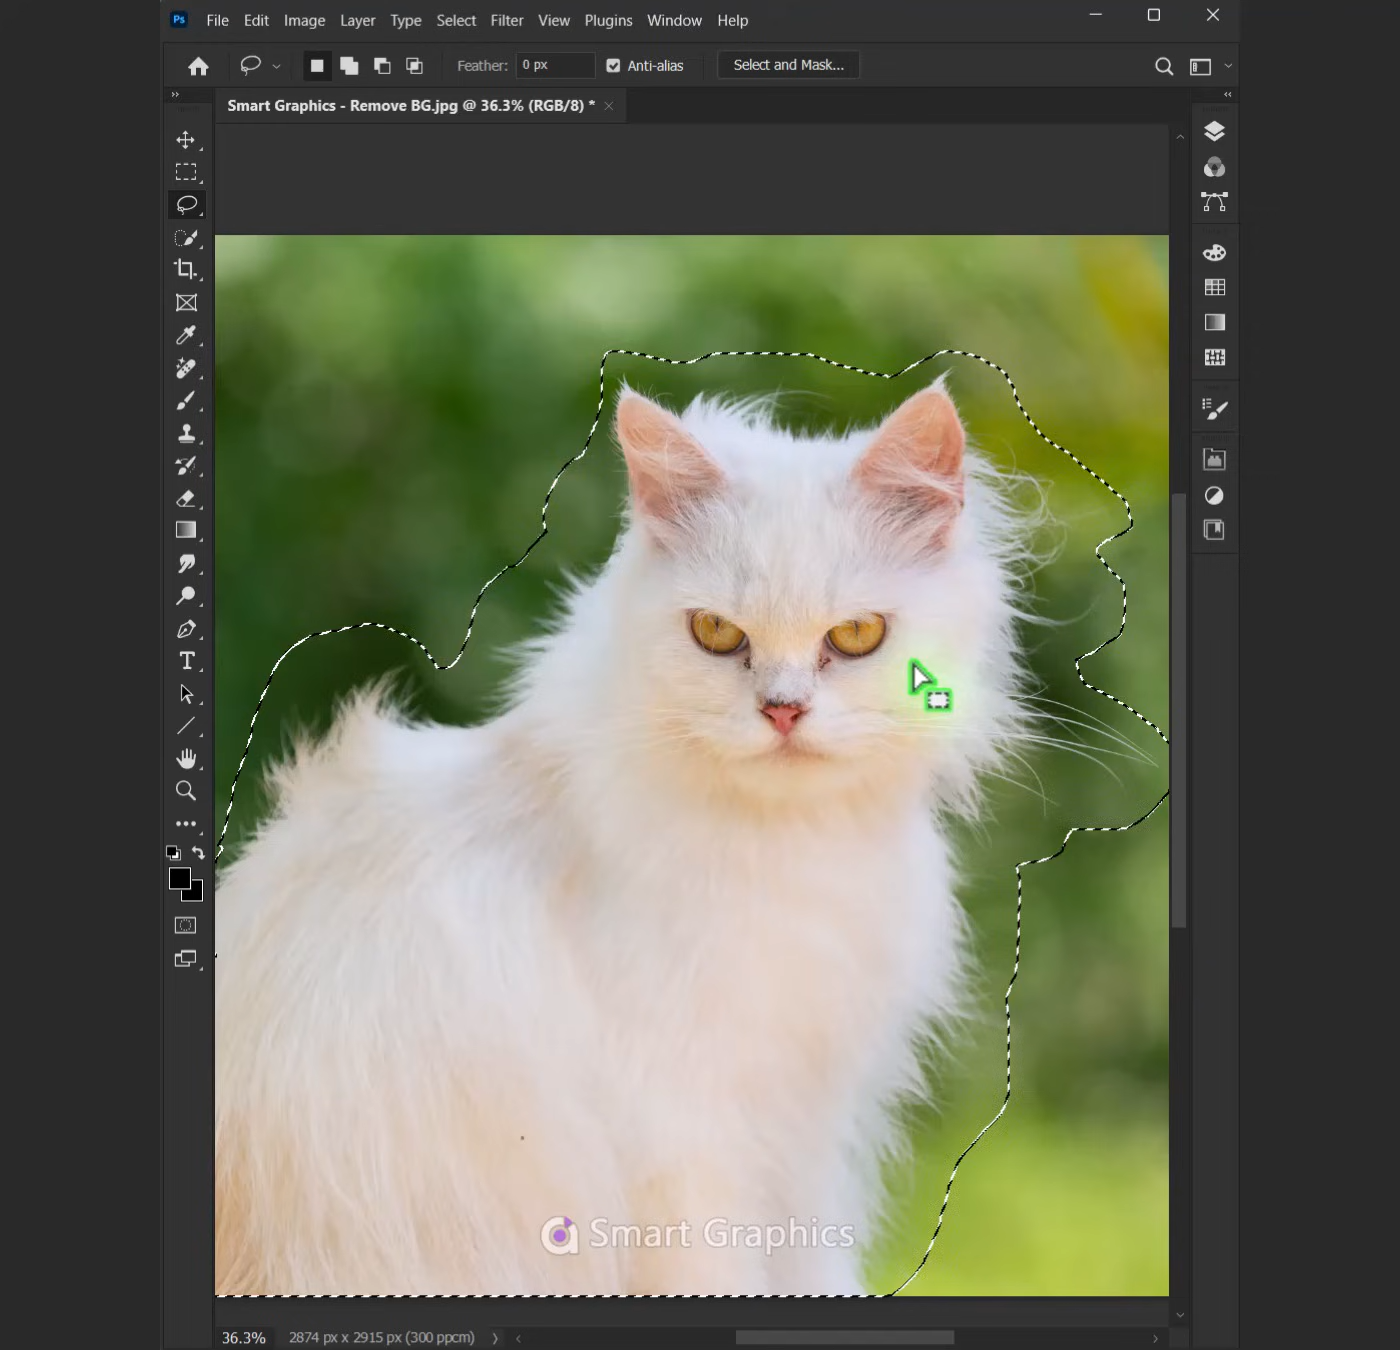 Ps File Edit Image Layer Type Select Filter View Plugins Window Help
Feather: 0 px Anti-alias Select and Mask...
Smart Graphics - Remove BG.jpg @ 36.3% (RGB/8) *
Smart Graphics
36.3% 2874 px x 2915 px (300 ppcm)